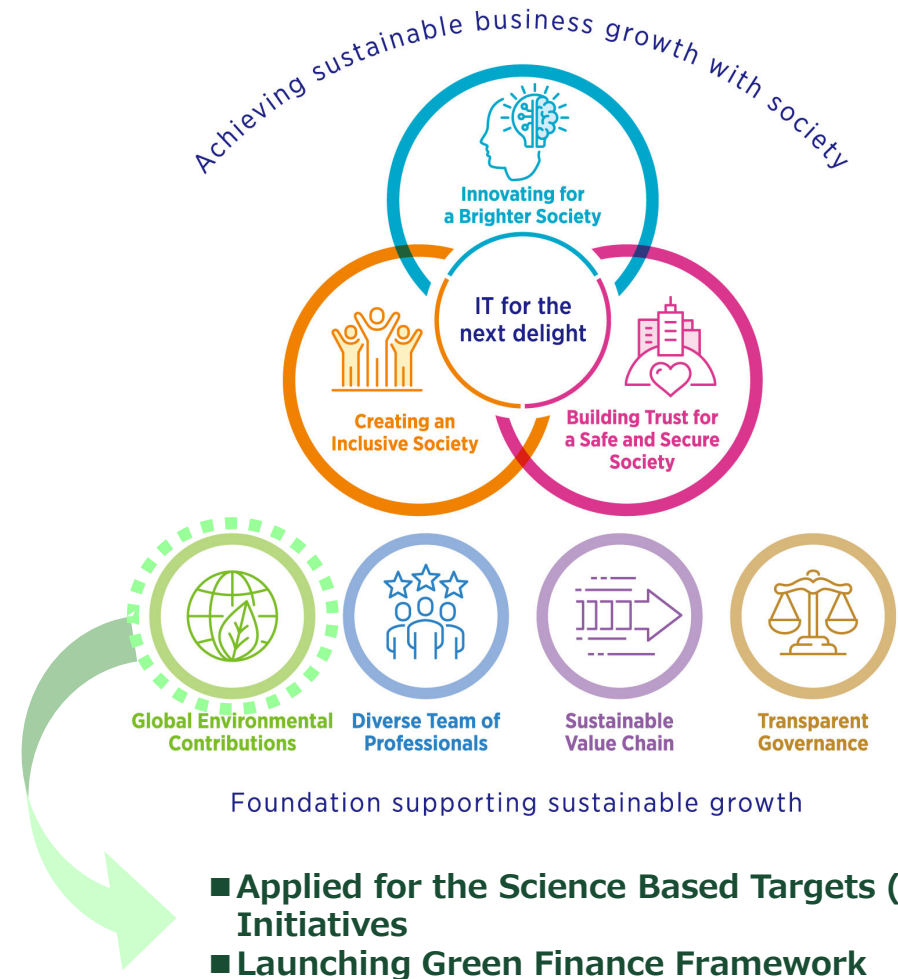 Achieving sustainable business growth with society
Innovating for
a Brighter Society
IT for the
next delight
Creating an
Inclusive Society
Building Trust for
a Safe and Secure
Society
Global Environmental
Contributions
Diverse Team of
Professionals
Sustainable
Value Chain
Transparent
Governance
Foundation supporting sustainable growth
■ Applied for the Science Based Targets (
Initiatives
■ Launching Green Finance Framework